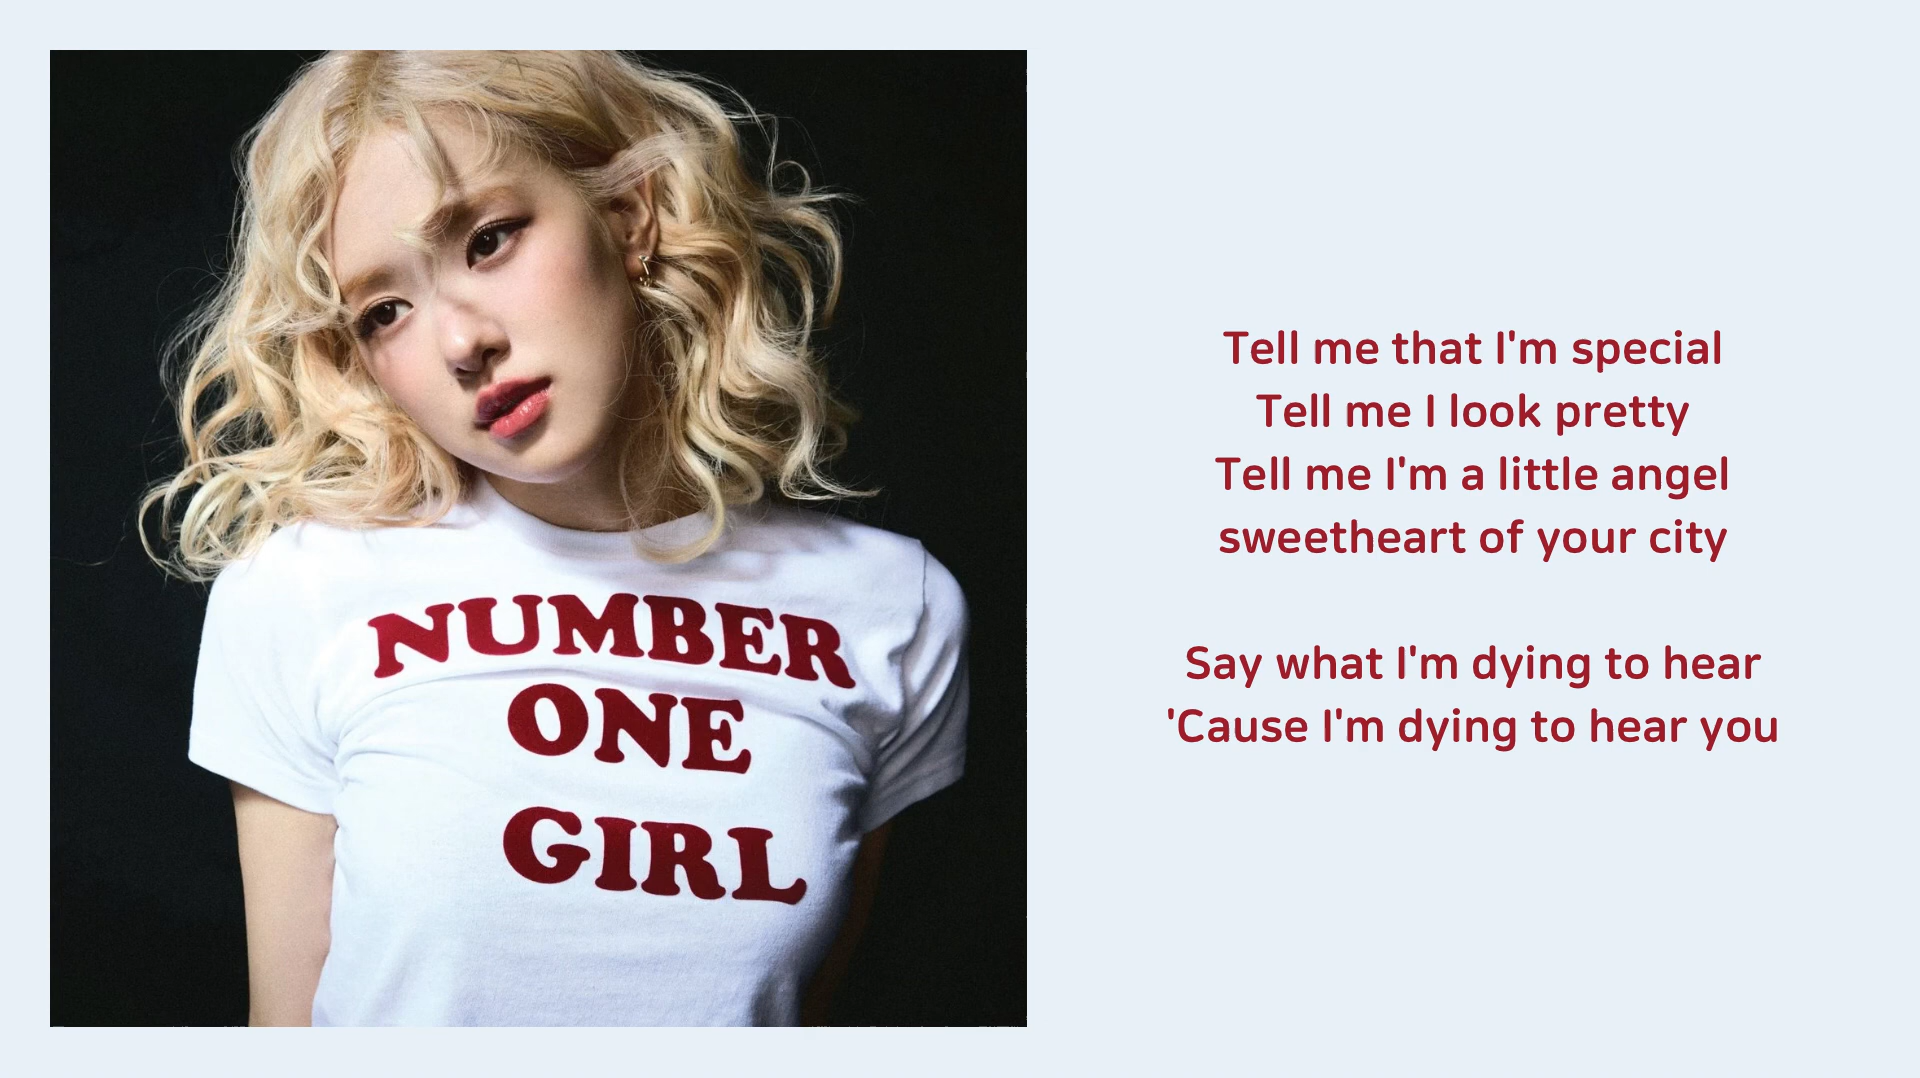 NUMBER
ONE
GIRL
Tell me that I'm special
Tell me I look pretty
Tell me I'm a little angel
sweetheart of your city
Say what I'm dying to hear
'Cause I'm dying to hear you